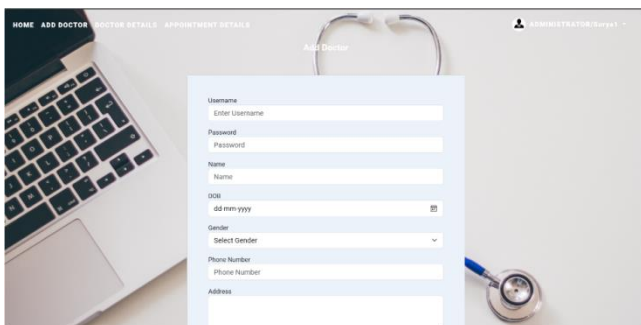 HOME ADD DOCTOR DOCTOR DETAILS APPOINTMENT DETAILS
ADMINISTRATOR/Surya1
Add Doctor
Username
Enter Username
Password
Password
Name
Name
DOB
dd-mm-yyyy
Gender
Select Gender
Phone Number
Phone Number
Address